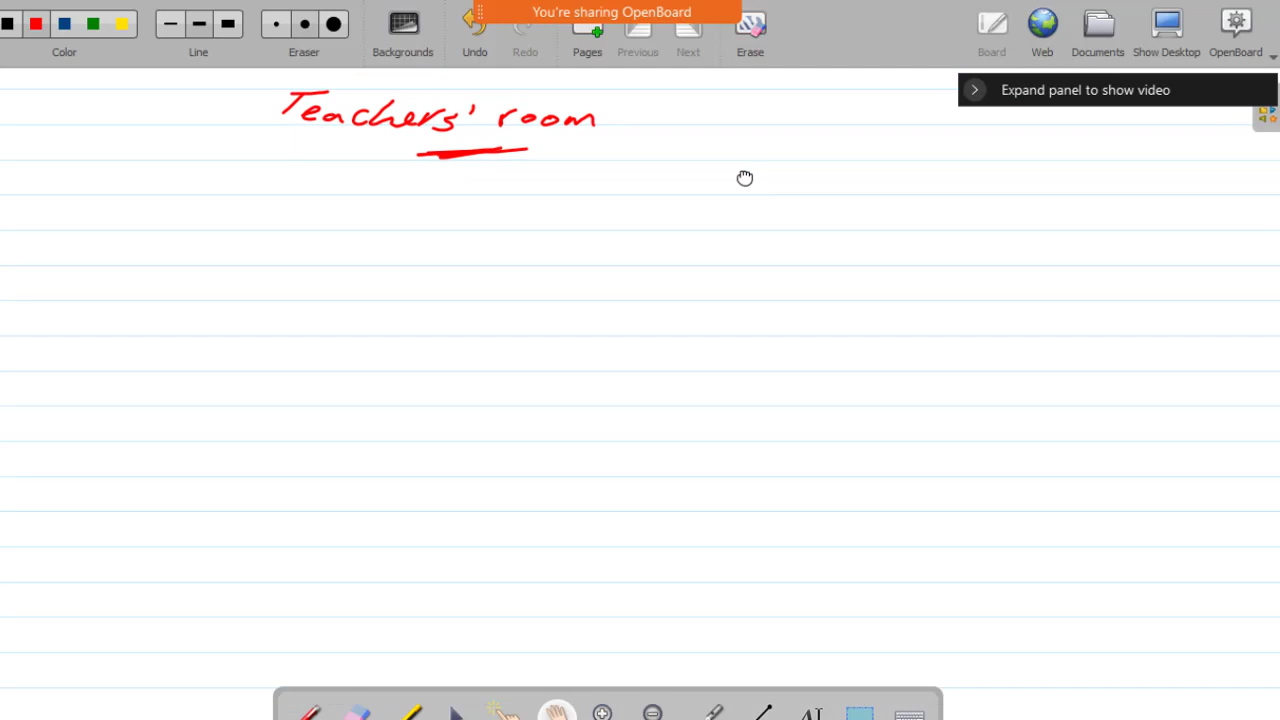 You're sharing OpenBoard
Color
Line
Eraser
Backgrounds
Undo
Redo
Pages
Previous
Next
Erase
Board
Web
Documents
Show Desktop
OpenBoard
Expand panel to show video
Teachers' room
AI